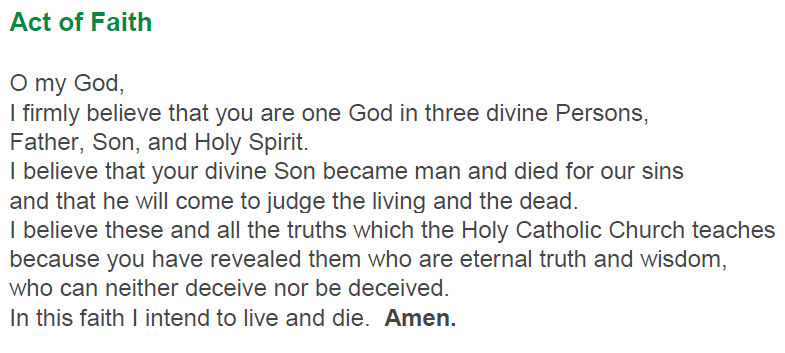 Act of Faith
O my God,
I firmly believe that you are one God in three divine Persons,
Father, Son, and Holy Spirit.
I believe that your divine Son became man and died for our sins
and that he will come to judge the living and the dead.
I believe these and all the truths which the Holy Catholic Church teaches
because you have revealed them who are eternal truth and wisdom,
who can neither deceive nor be deceived.
In this faith I intend to live and die.  Amen.